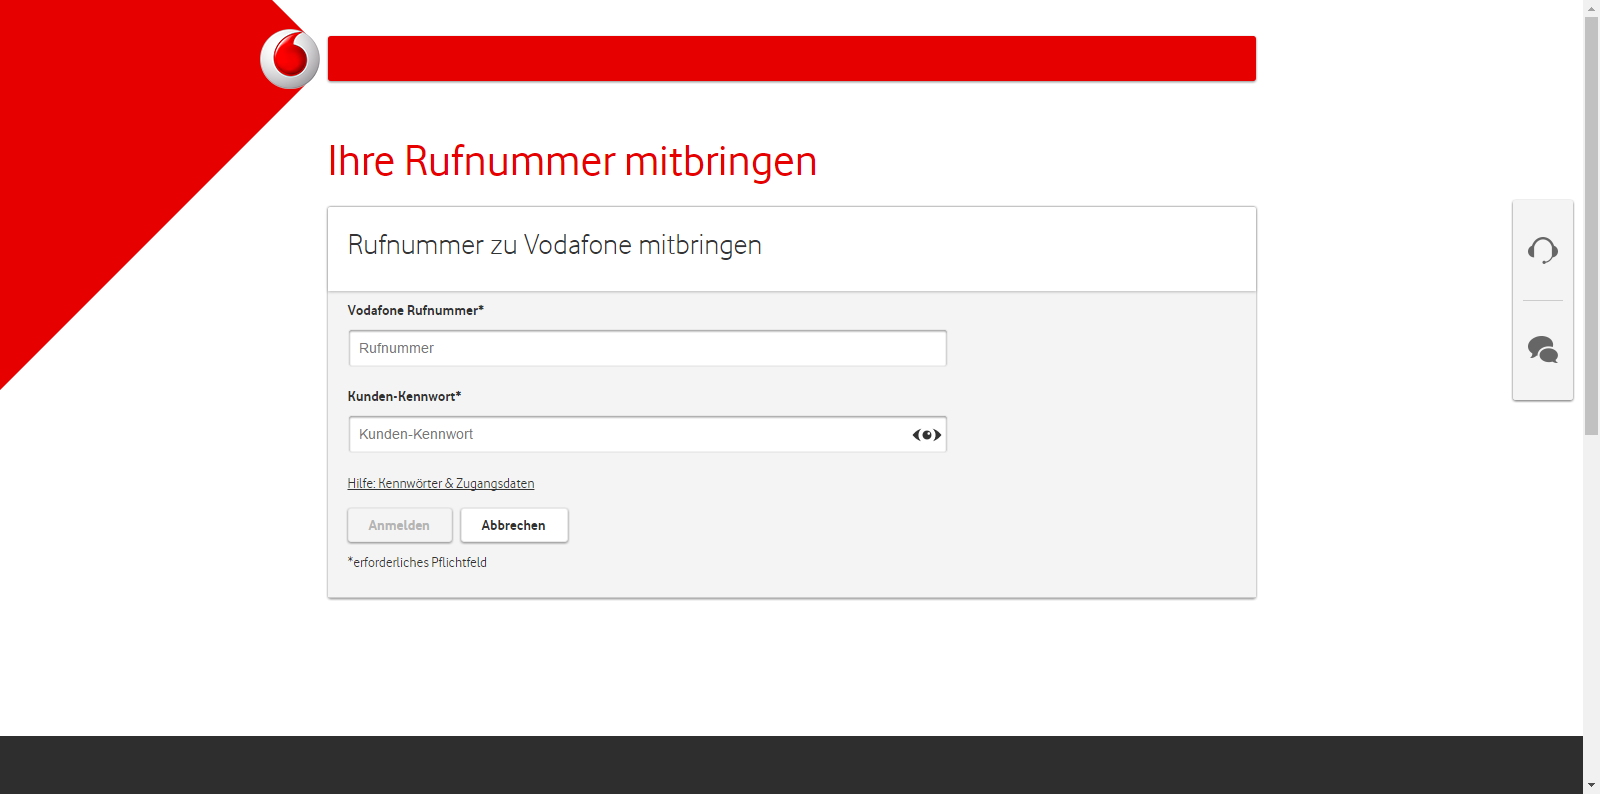 Ihre Rufnummer mitbringen
Rufnummer zu Vodafone mitbringen
Vodafone Rufnummer*
Rufnummer
Kunden-Kennwort*
Kunden-Kennwort
Hilfe: Kennwörter & Zugangsdaten
Anmelden Abbrechen
*erforderliches Pflichtfeld